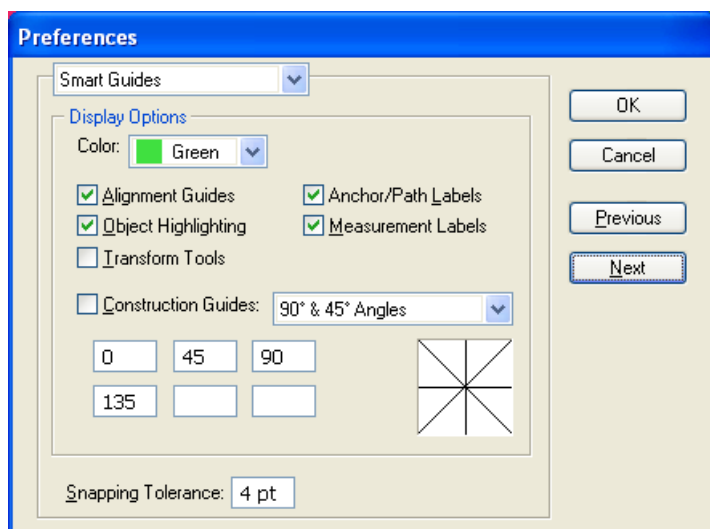 Preferences
Smart Guides
OK
Display Options
Color: Green
Cancel
Alignment Guides Anchor/Path Labels
Object Highlighting Measurement Labels
Previous
Transform Tools
Next
Construction Guides: 90° & 45° Angles
0 45 90
135
Snapping Tolerance: 4 pt